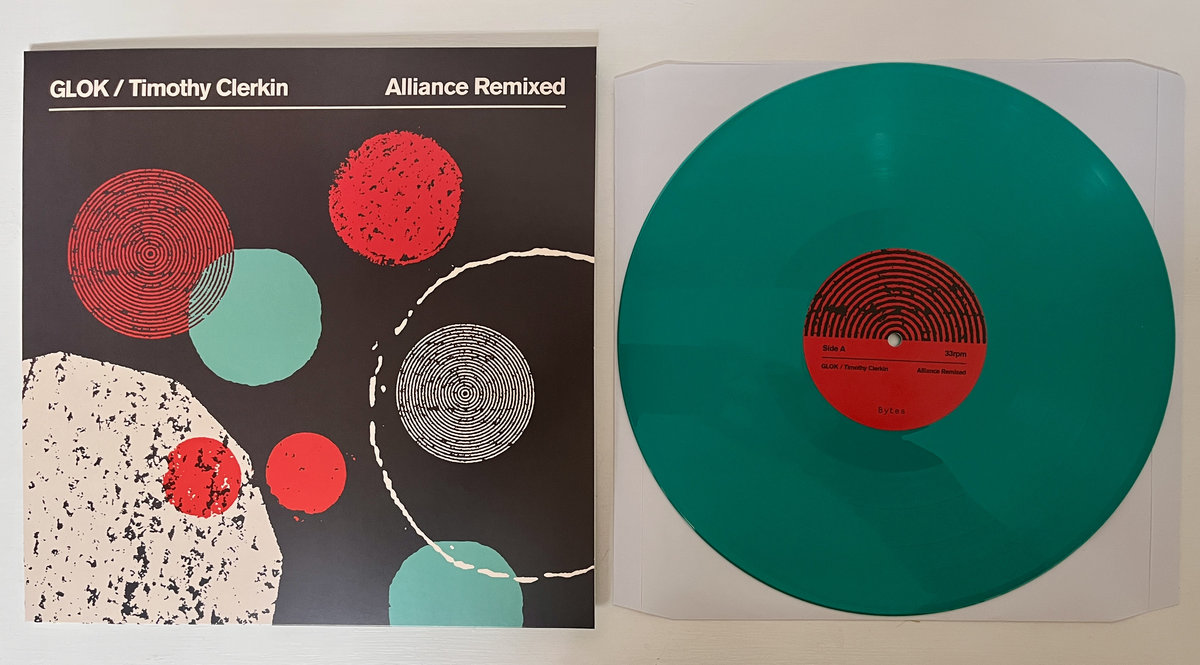 GLOK / Timothy Clerkin Alliance Remixed
Side A 33rpm
GLOK / Timothy Clerkin Alliance Remixed
Bytes